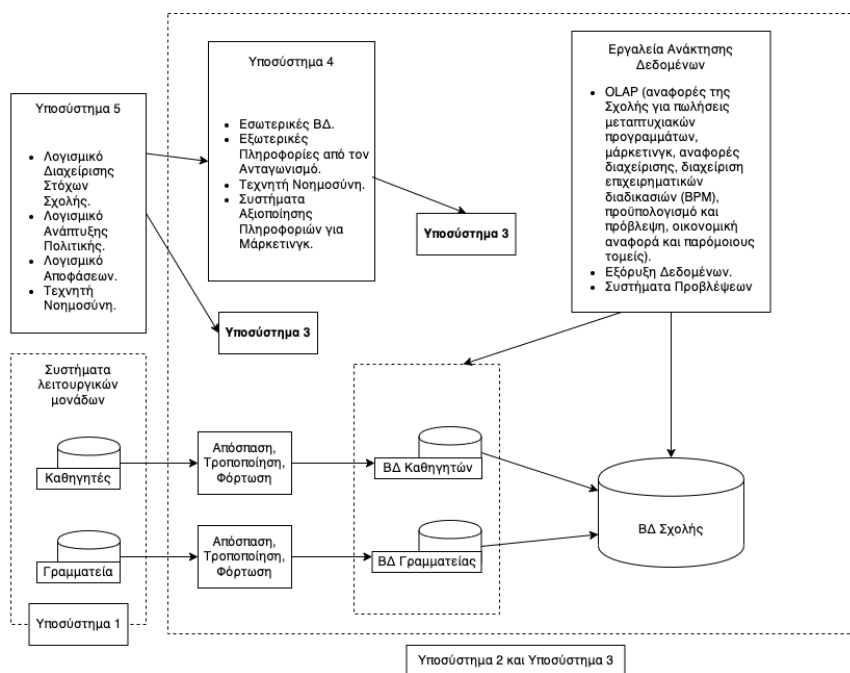 Υποσύστημα 5
• Λογισμικό
Διαχείρισης
Στόχων
Σχολής.
• Λογισμικό
Ανάπτυξης
Πολιτικής.
• Λογισμικό
Αποφάσεων.
• Τεχνητή
Νοημοσύνη.
Υποσύστημα 4
• Εσωτερικές ΒΔ.
• Εξωτερικές
Πληροφορίες από τον
Ανταγωνισμό.
• Τεχνητή Νοημοσύνη.
• Συστήματα
Αξιοποίησης
Πληροφοριών για
Μάρκετινγκ.
Υποσύστημα 3
Υποσύστημα 3
Εργαλεία Ανάκτησης
Δεδομένων
• OLAP (αναφορές της
Σχολής για πωλήσεις
μεταπτυχιακών
προγραμμάτων,
μάρκετινγκ, αναφορές
διαχείρισης, διαχείριση
επιχειρηματικών
διαδικασιών (BPM),
προϋπολογισμό και
πρόβλεψη, οικονομική
αναφορά και παρόμοιους
τομείς).
• Εξόρυξη Δεδομένων.
• Συστήματα Προβλέψεων
Συστήματα
λειτουργικών
μονάδων
Καθηγητές
Απόσπαση,
Τροποποίηση,
Φόρτωση
ΒΔ Καθηγητών
Γραμματεία
Απόσπαση,
Τροποποίηση,
Φόρτωση
ΒΔ Γραμματείας
ΒΔ Σχολής
Υποσύστημα 1
Υποσύστημα 2 και Υποσύστημα 3